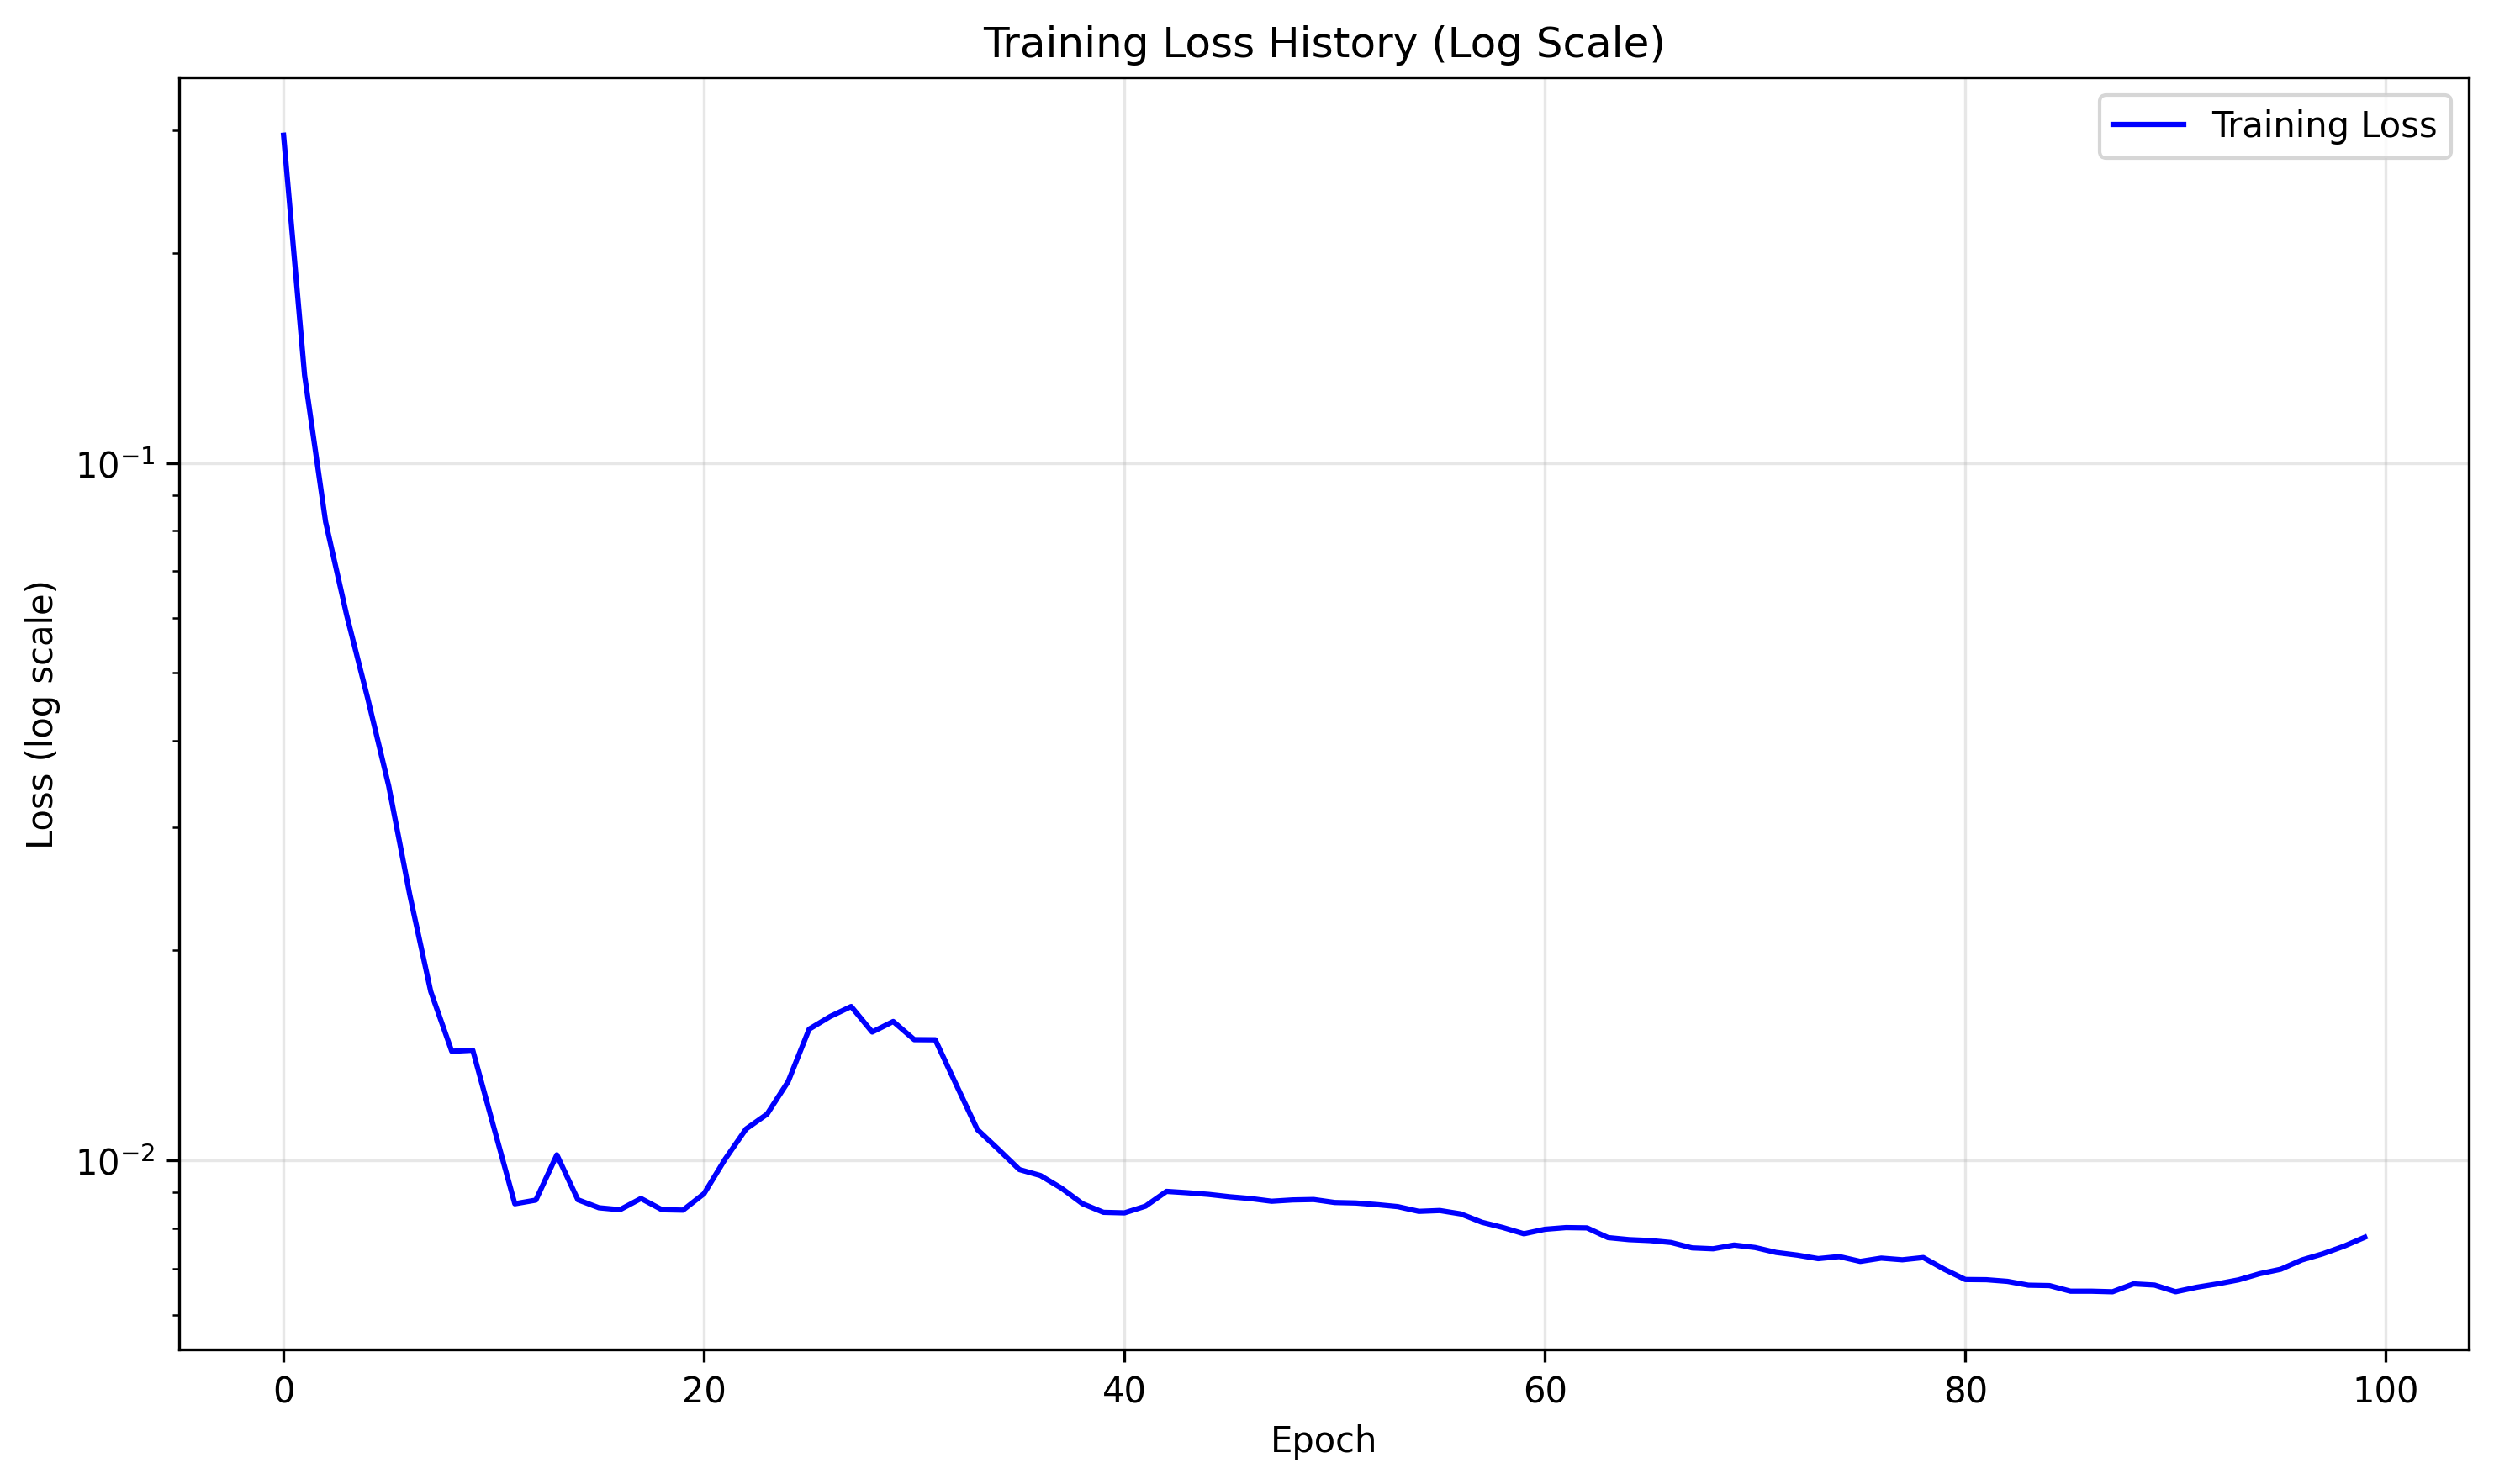 Training Loss History (Log Scale)
Training Loss
10⁻¹
10⁻²
Loss (log scale)
0 20 40 60 80 100
Epoch